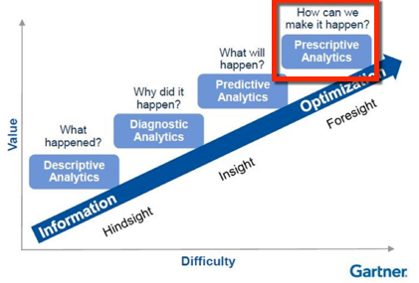 How can we
make it happen?
Prescriptive
Analytics
What will
happen?
Predictive
Analytics
Why did it
happen?
Diagnostic
Analytics
What
happened?
Descriptive
Analytics
Value
Information
Optimization
Hindsight
Insight
Foresight
Difficulty
Gartner.